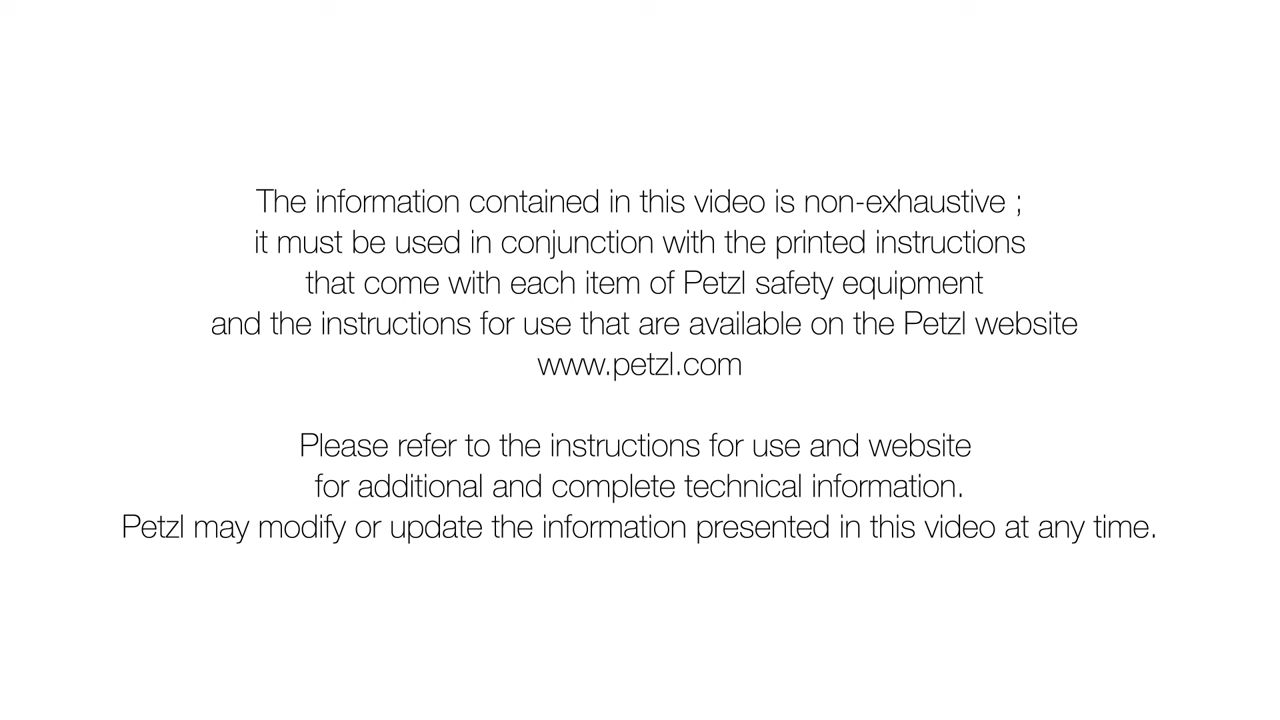 The information contained in this video is non-exhaustive ;
it must be used in conjunction with the printed instructions
that come with each item of Petzl safety equipment
and the instructions for use that are available on the Petzl website
www.petzl.com
Please refer to the instructions for use and website
for additional and complete technical information.
Petzl may modify or update the information presented in this video at any time.